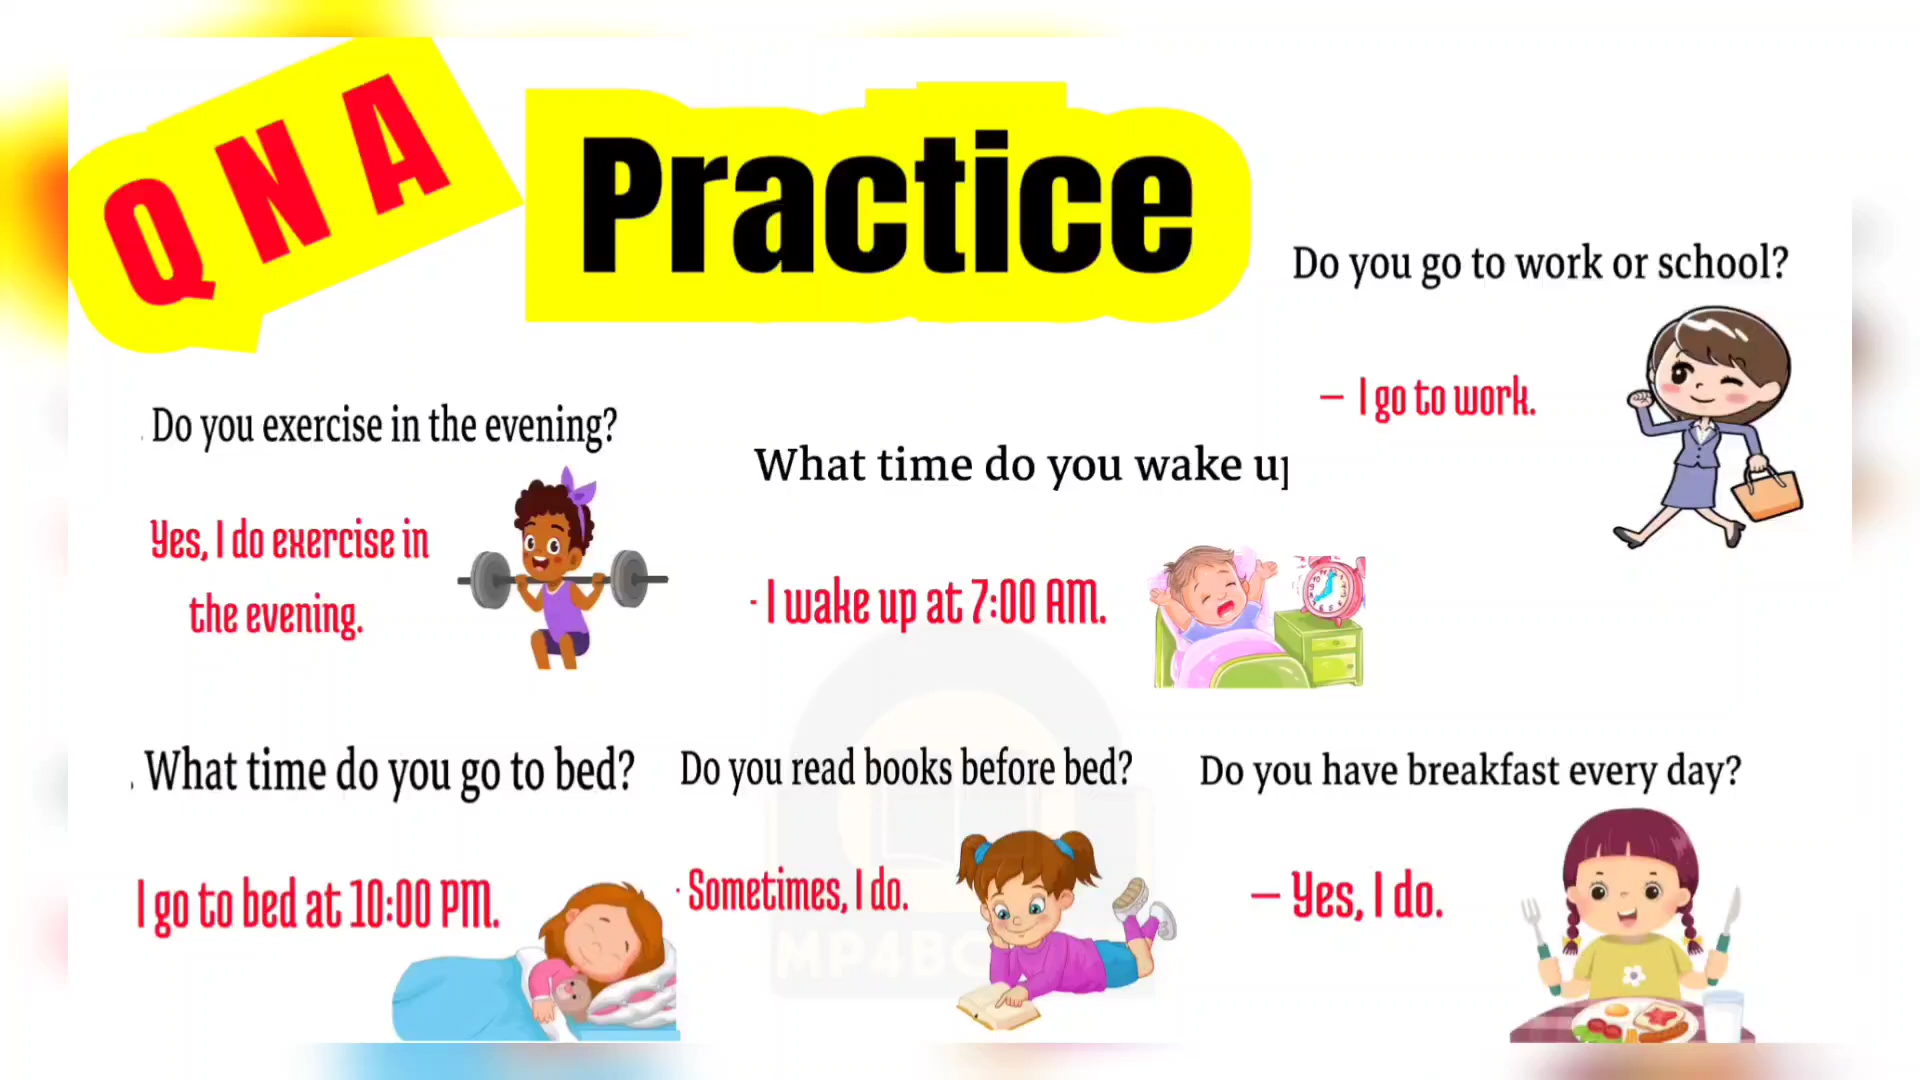 Q N A
Practice
Do you go to work or school?
– I go to work.
Do you exercise in the evening?
Yes, I do exercise in
the evening.
What time do you wake up
- I wake up at 7:00 AM.
. What time do you go to bed?
I go to bed at 10:00 PM.
Do you read books before bed?
· Sometimes, I do.
Do you have breakfast every day?
– Yes, I do.